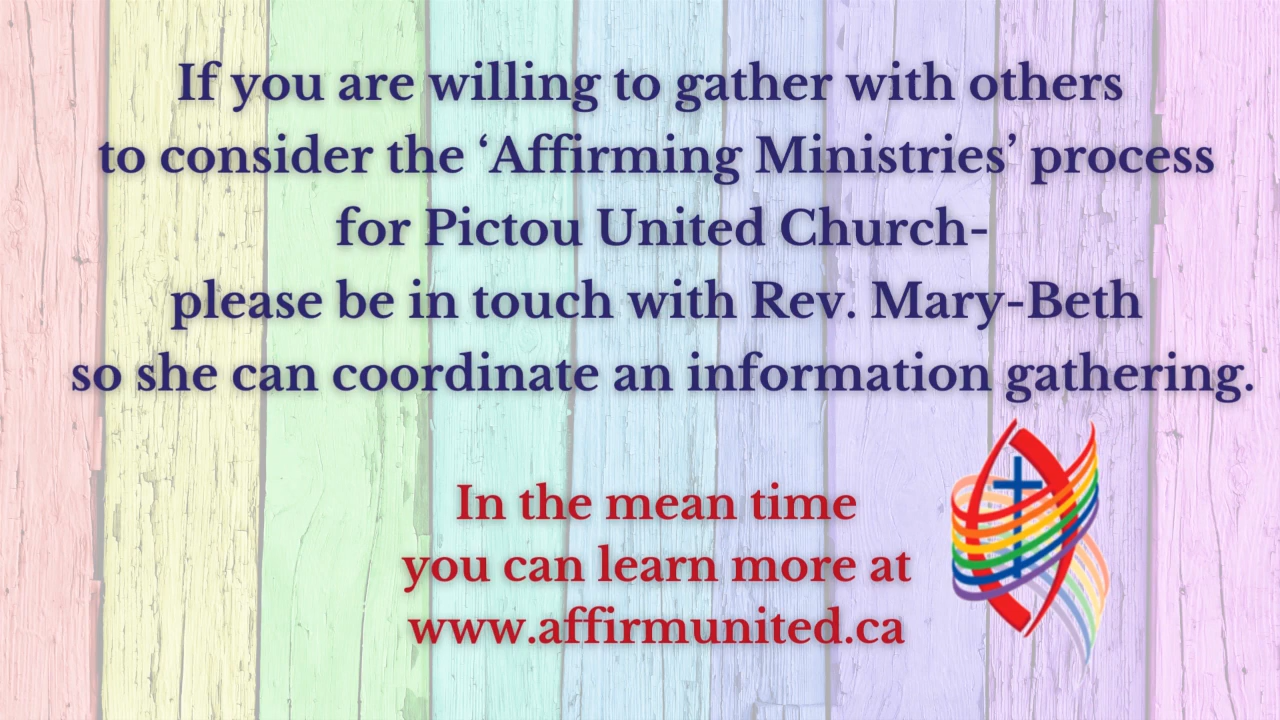 If you are willing to gather with others
to consider the ‘Affirming Ministries’ process
for Pictou United Church-
please be in touch with Rev. Mary-Beth
so she can coordinate an information gathering.
In the mean time
you can learn more at
www.affirmunited.ca